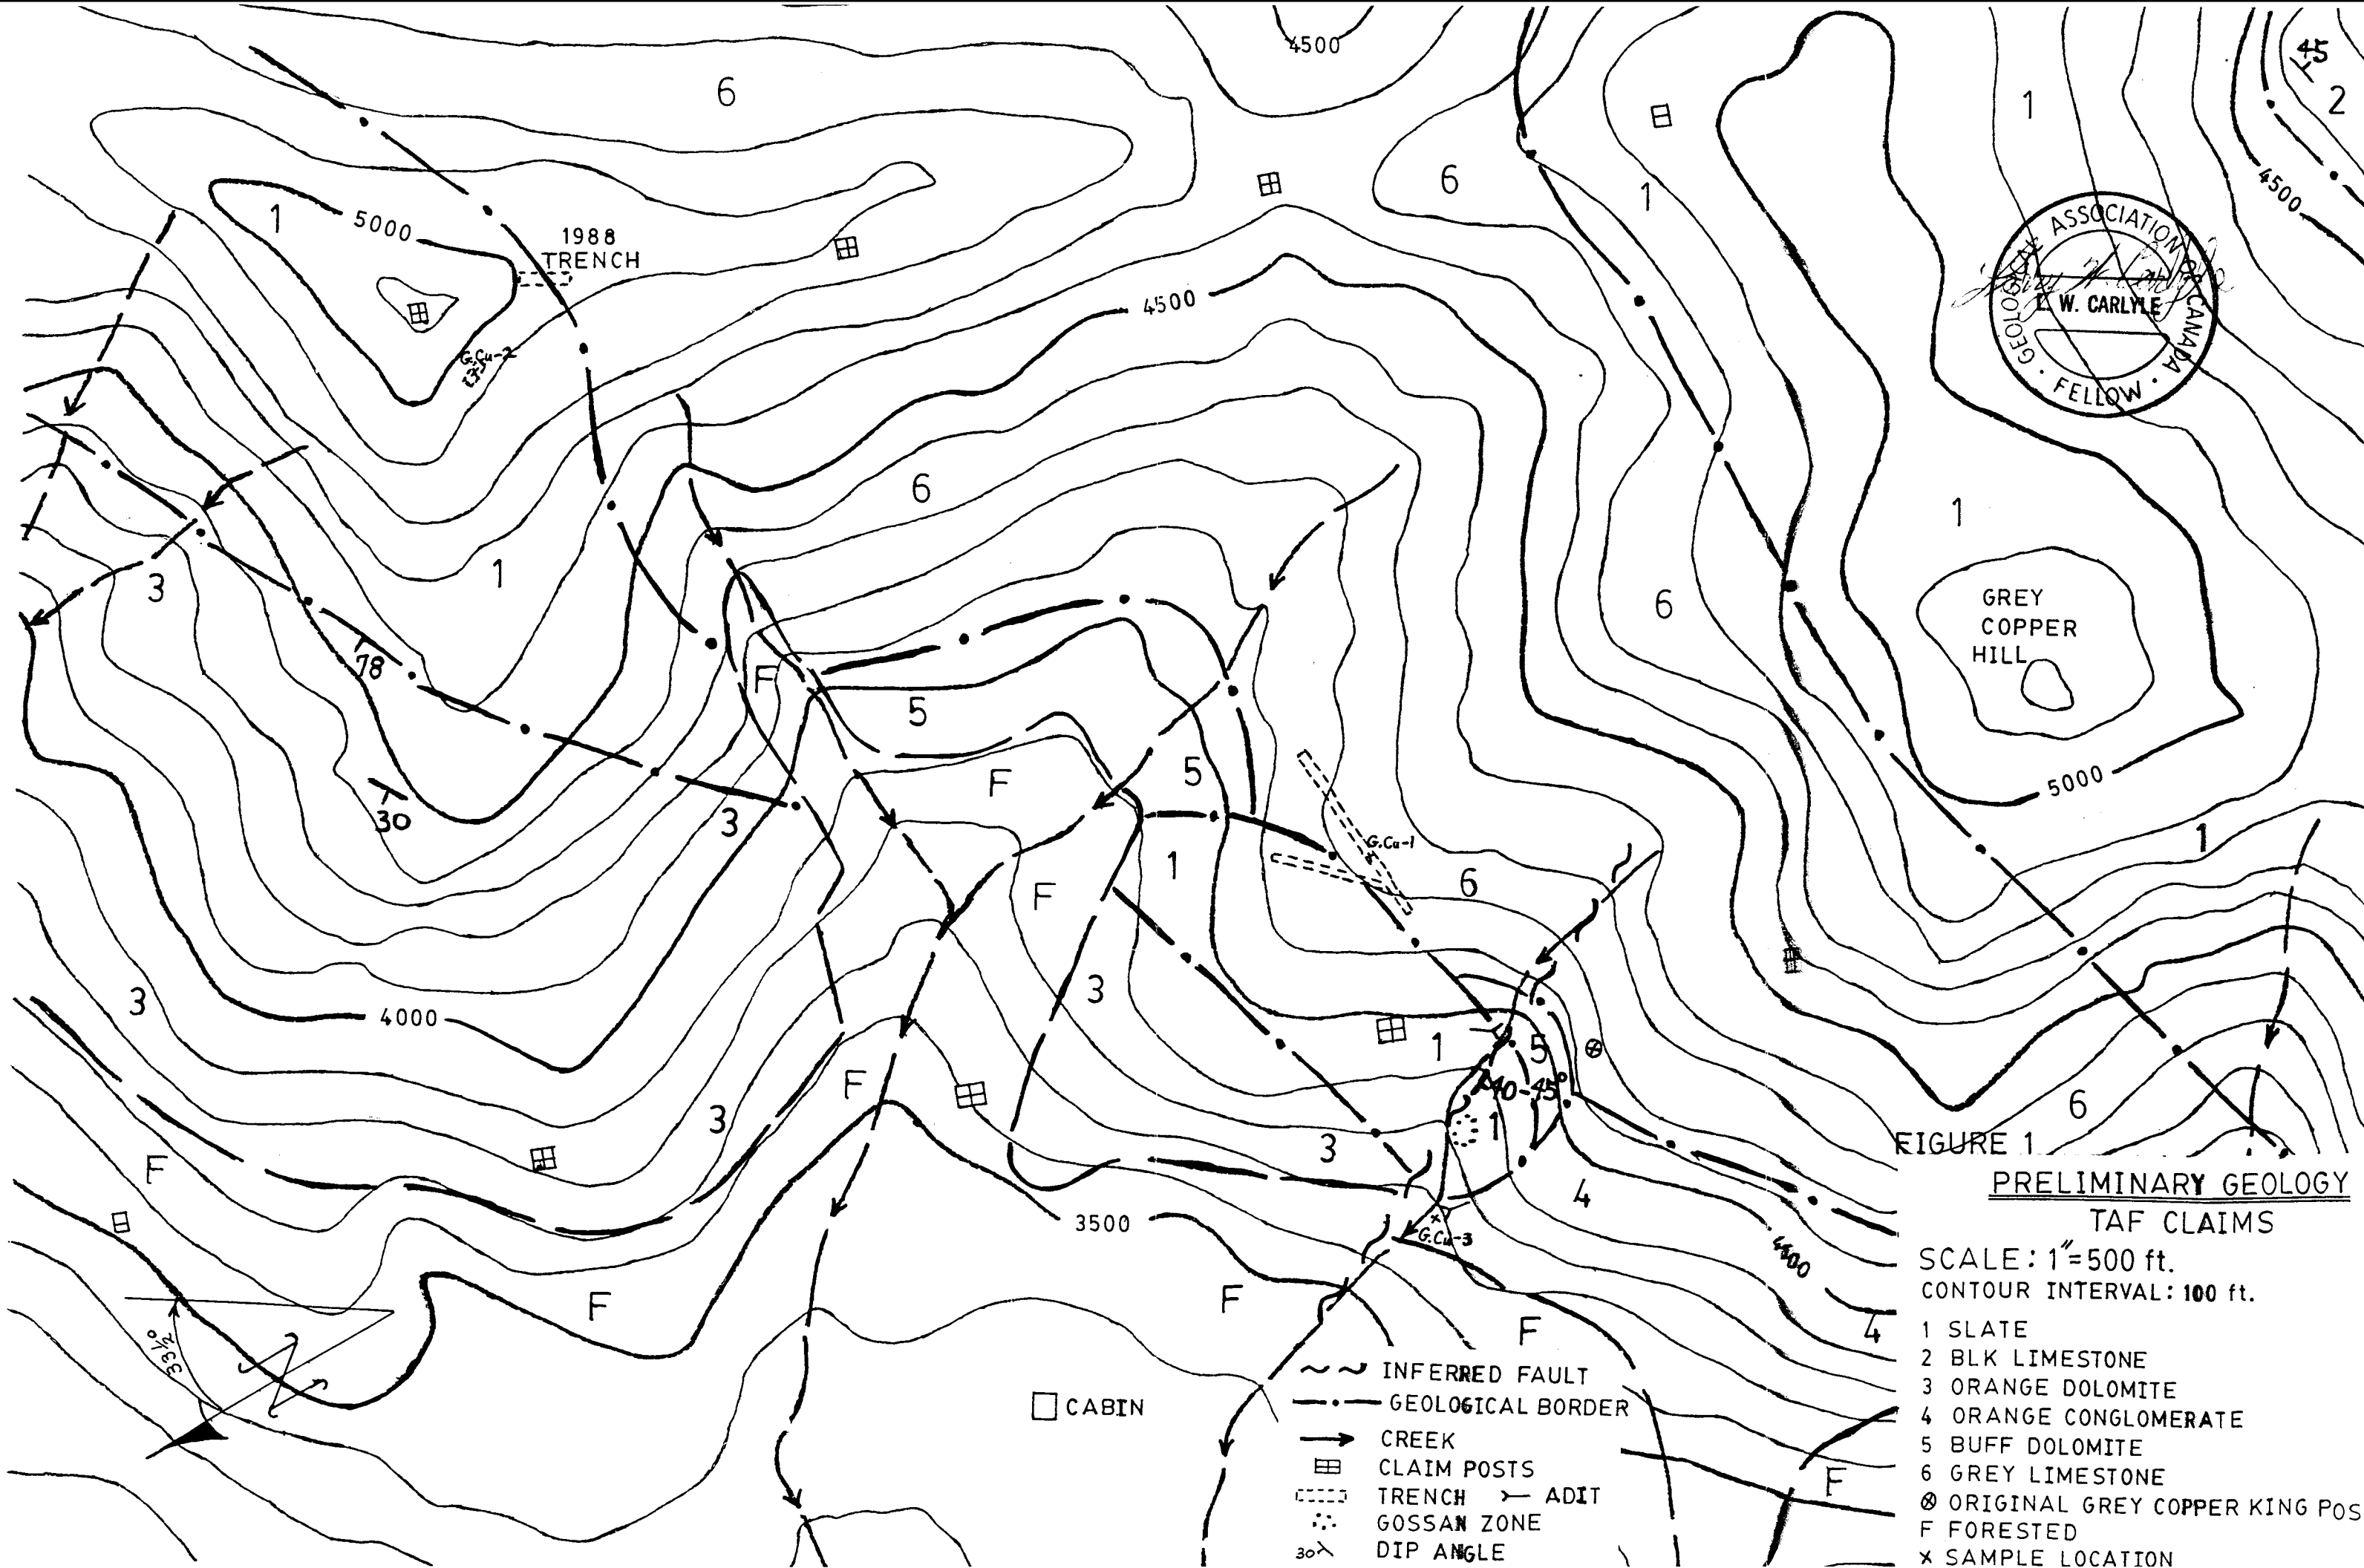 4500
45
6
1
2
6
1
4500
1
5000
1988
TRENCH
GEOLOGICAL ASSOCIATION OF CANADA
L. W. CARLYLE
· FELLOW ·
4500
G.Cu-2
6
1
1
3
6
GREY
COPPER
HILL
78
F
5
5
F
5000
30
3
G.Cu-1
1
1
6
F
3
3
4000
1
5
40-45°
F
3
1
6
3
F
4
3500
G.Cu-3
F
F
F
33½°
N
4
CABIN
F
FIGURE 1
PRELIMINARY GEOLOGY
TAF CLAIMS
SCALE: 1"=500 ft.
CONTOUR INTERVAL: 100 ft.
1 SLATE
2 BLK LIMESTONE
3 ORANGE DOLOMITE
4 ORANGE CONGLOMERATE
5 BUFF DOLOMITE
6 GREY LIMESTONE
⊗ ORIGINAL GREY COPPER KING POS
F FORESTED
x SAMPLE LOCATION
INFERRED FAULT
GEOLOGICAL BORDER
CREEK
CLAIM POSTS
TRENCH ADIT
GOSSAN ZONE
30 DIP ANGLE